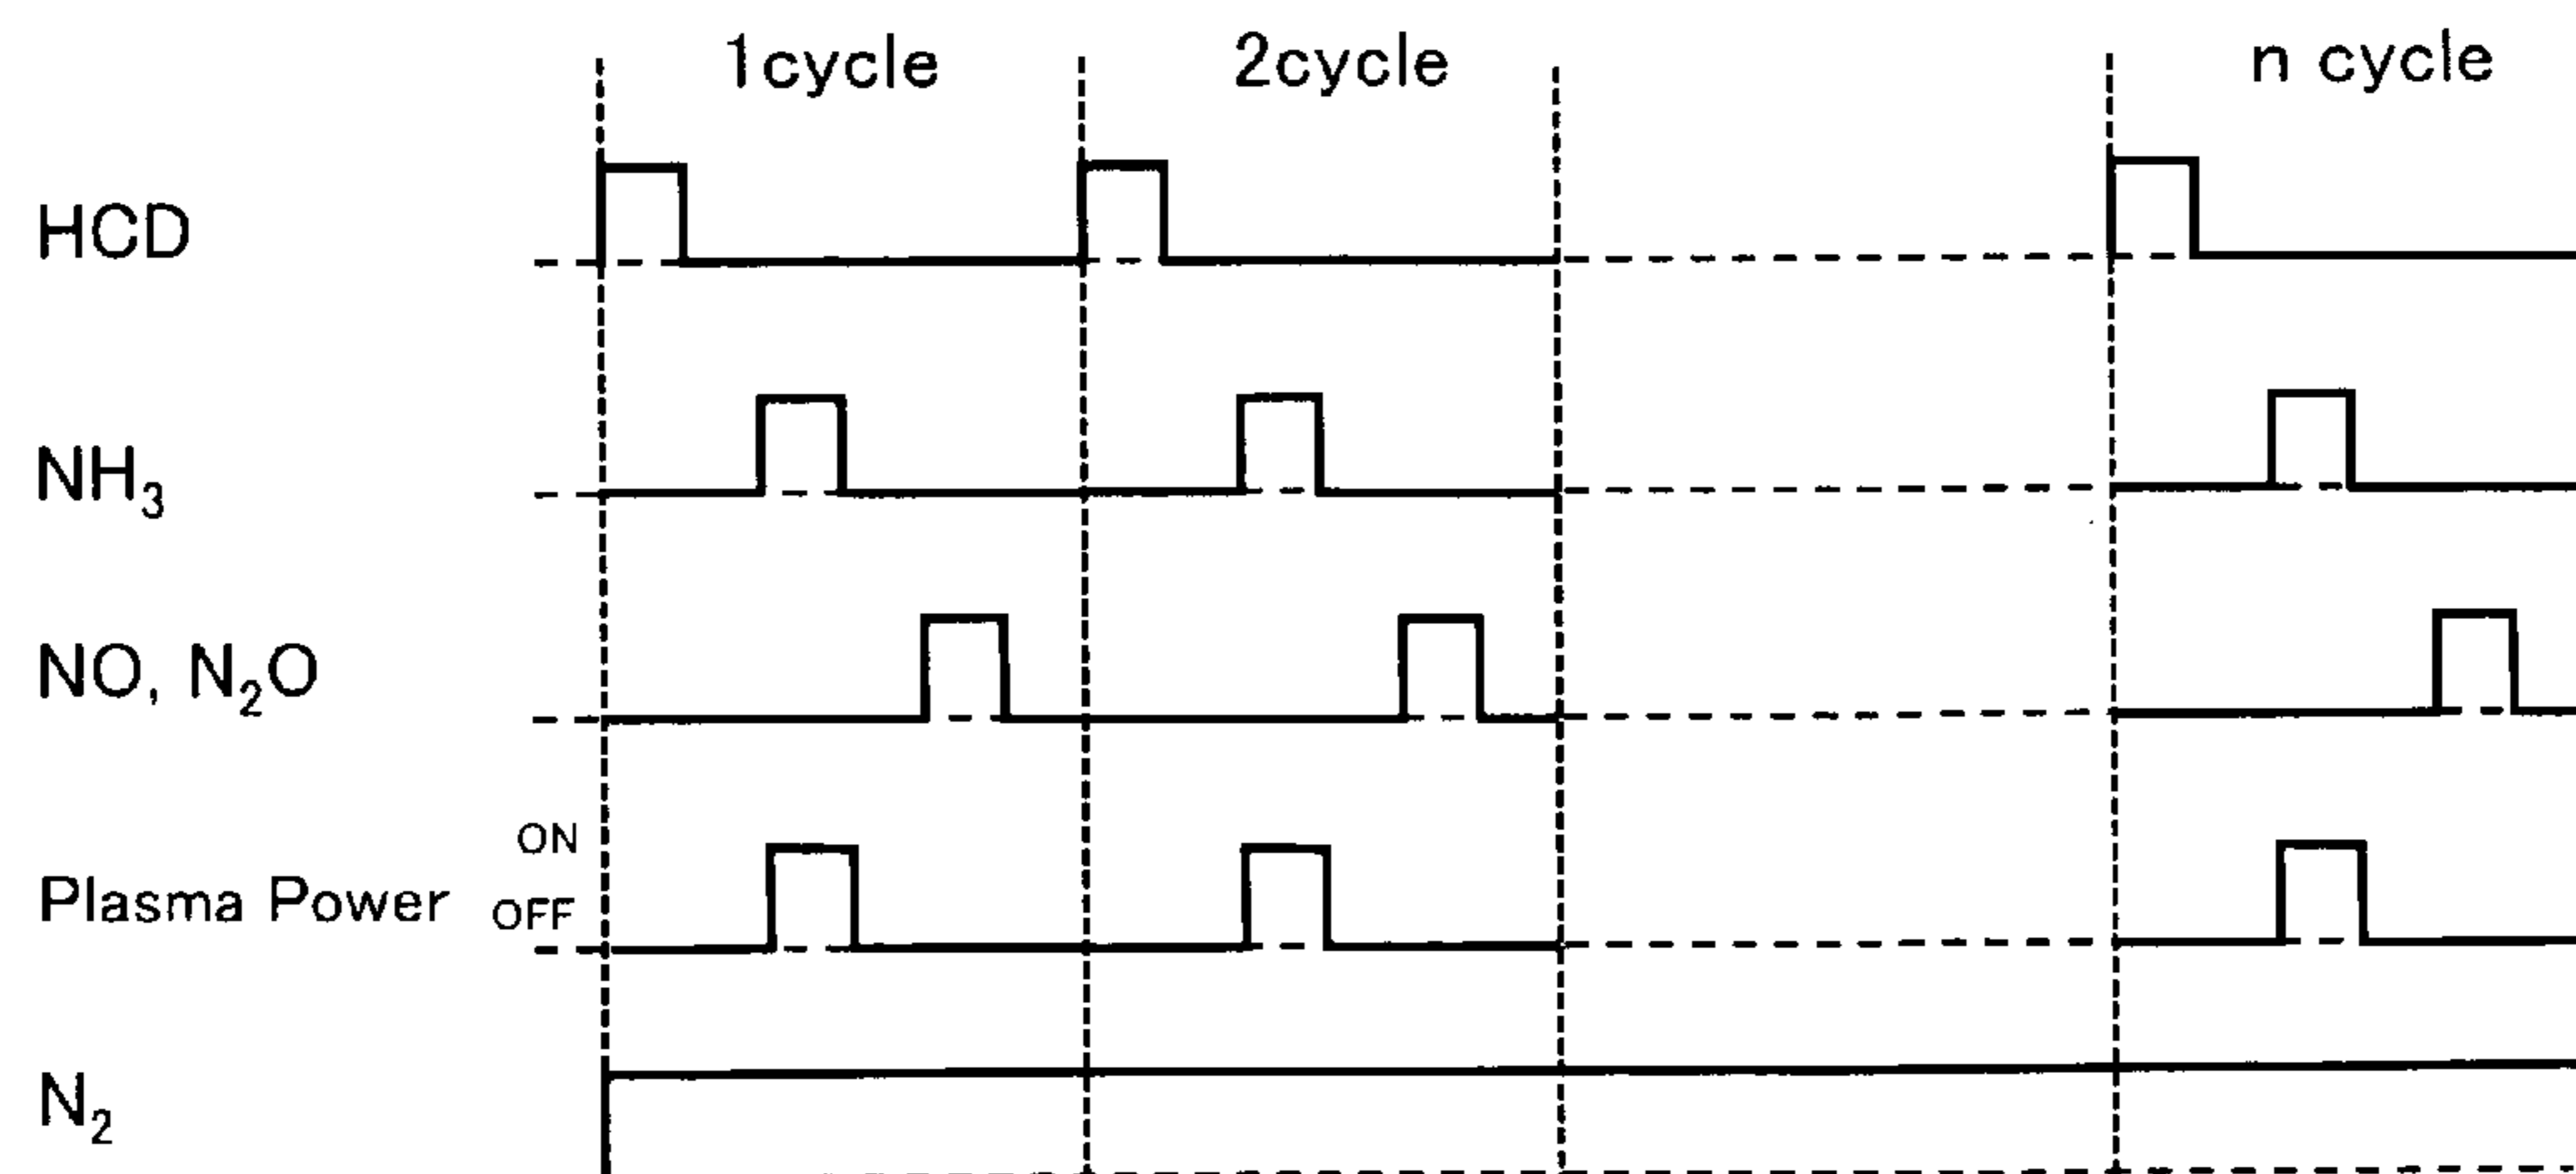 1cycle 2cycle n cycle
HCD
NH₃
NO, N₂O
ON
Plasma Power OFF
N₂